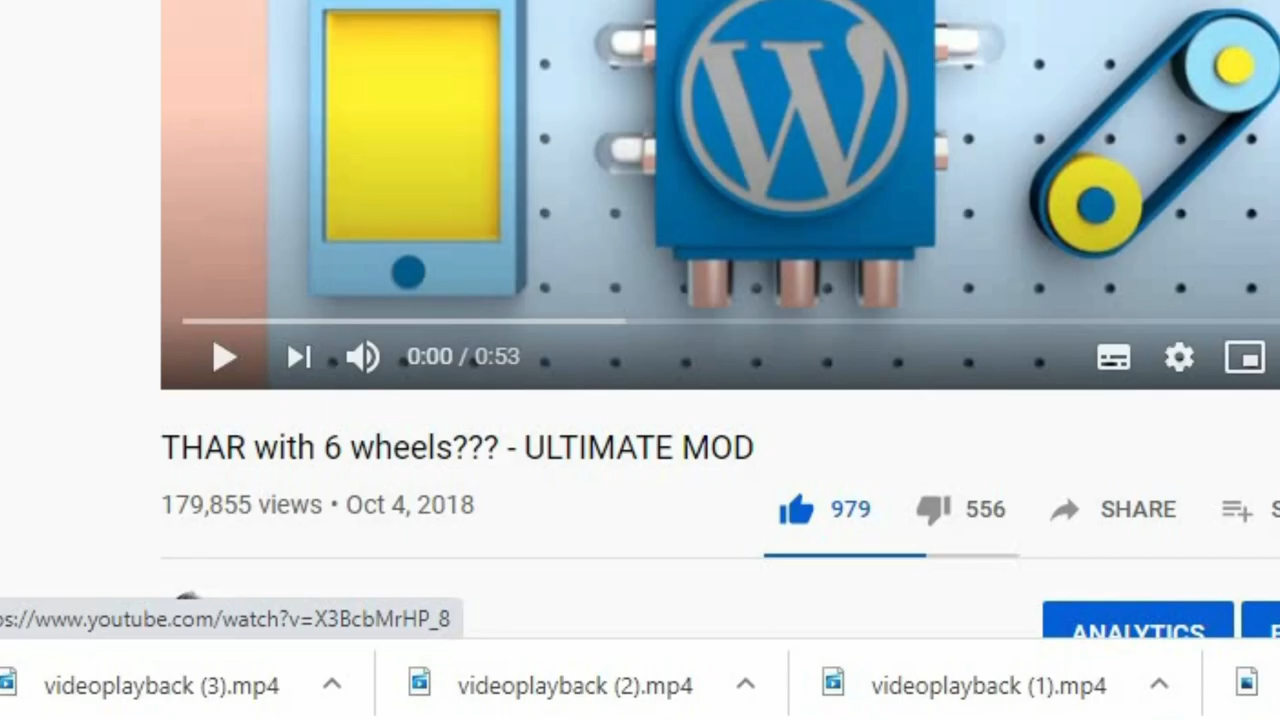 W
0:00 / 0:53
THAR with 6 wheels??? - ULTIMATE MOD
179,855 views • Oct 4, 2018
979 556 SHARE S
ps://www.youtube.com/watch?v=X3BcbMrHP_8
ANALYTICS
videoplayback (3).mp4 videoplayback (2).mp4 videoplayback (1).mp4